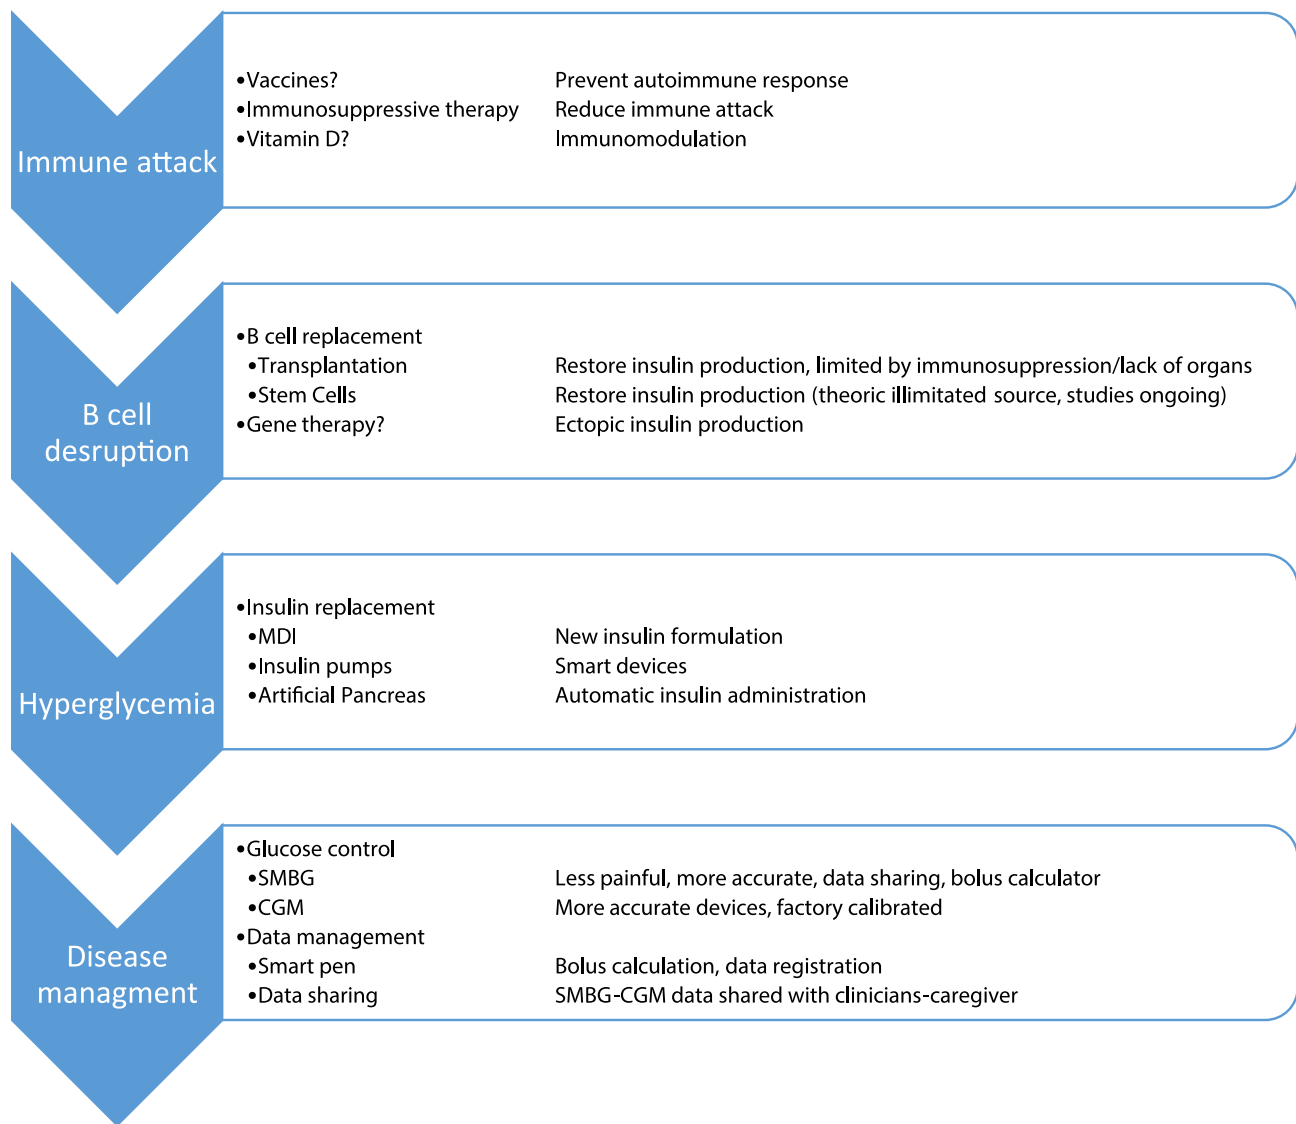 Immune attack
•Vaccines? Prevent autoimmune response
•Immunosuppressive therapy Reduce immune attack
•Vitamin D? Immunomodulation
B cell
desruption
•B cell replacement
•Transplantation Restore insulin production, limited by immunosuppression/lack of organs
•Stem Cells Restore insulin production (theoric illimitated source, studies ongoing)
•Gene therapy? Ectopic insulin production
Hyperglycemia
•Insulin replacement
•MDI New insulin formulation
•Insulin pumps Smart devices
•Artificial Pancreas Automatic insulin administration
Disease
managment
•Glucose control
•SMBG Less painful, more accurate, data sharing, bolus calculator
•CGM More accurate devices, factory calibrated
•Data management
•Smart pen Bolus calculation, data registration
•Data sharing SMBG-CGM data shared with clinicians-caregiver